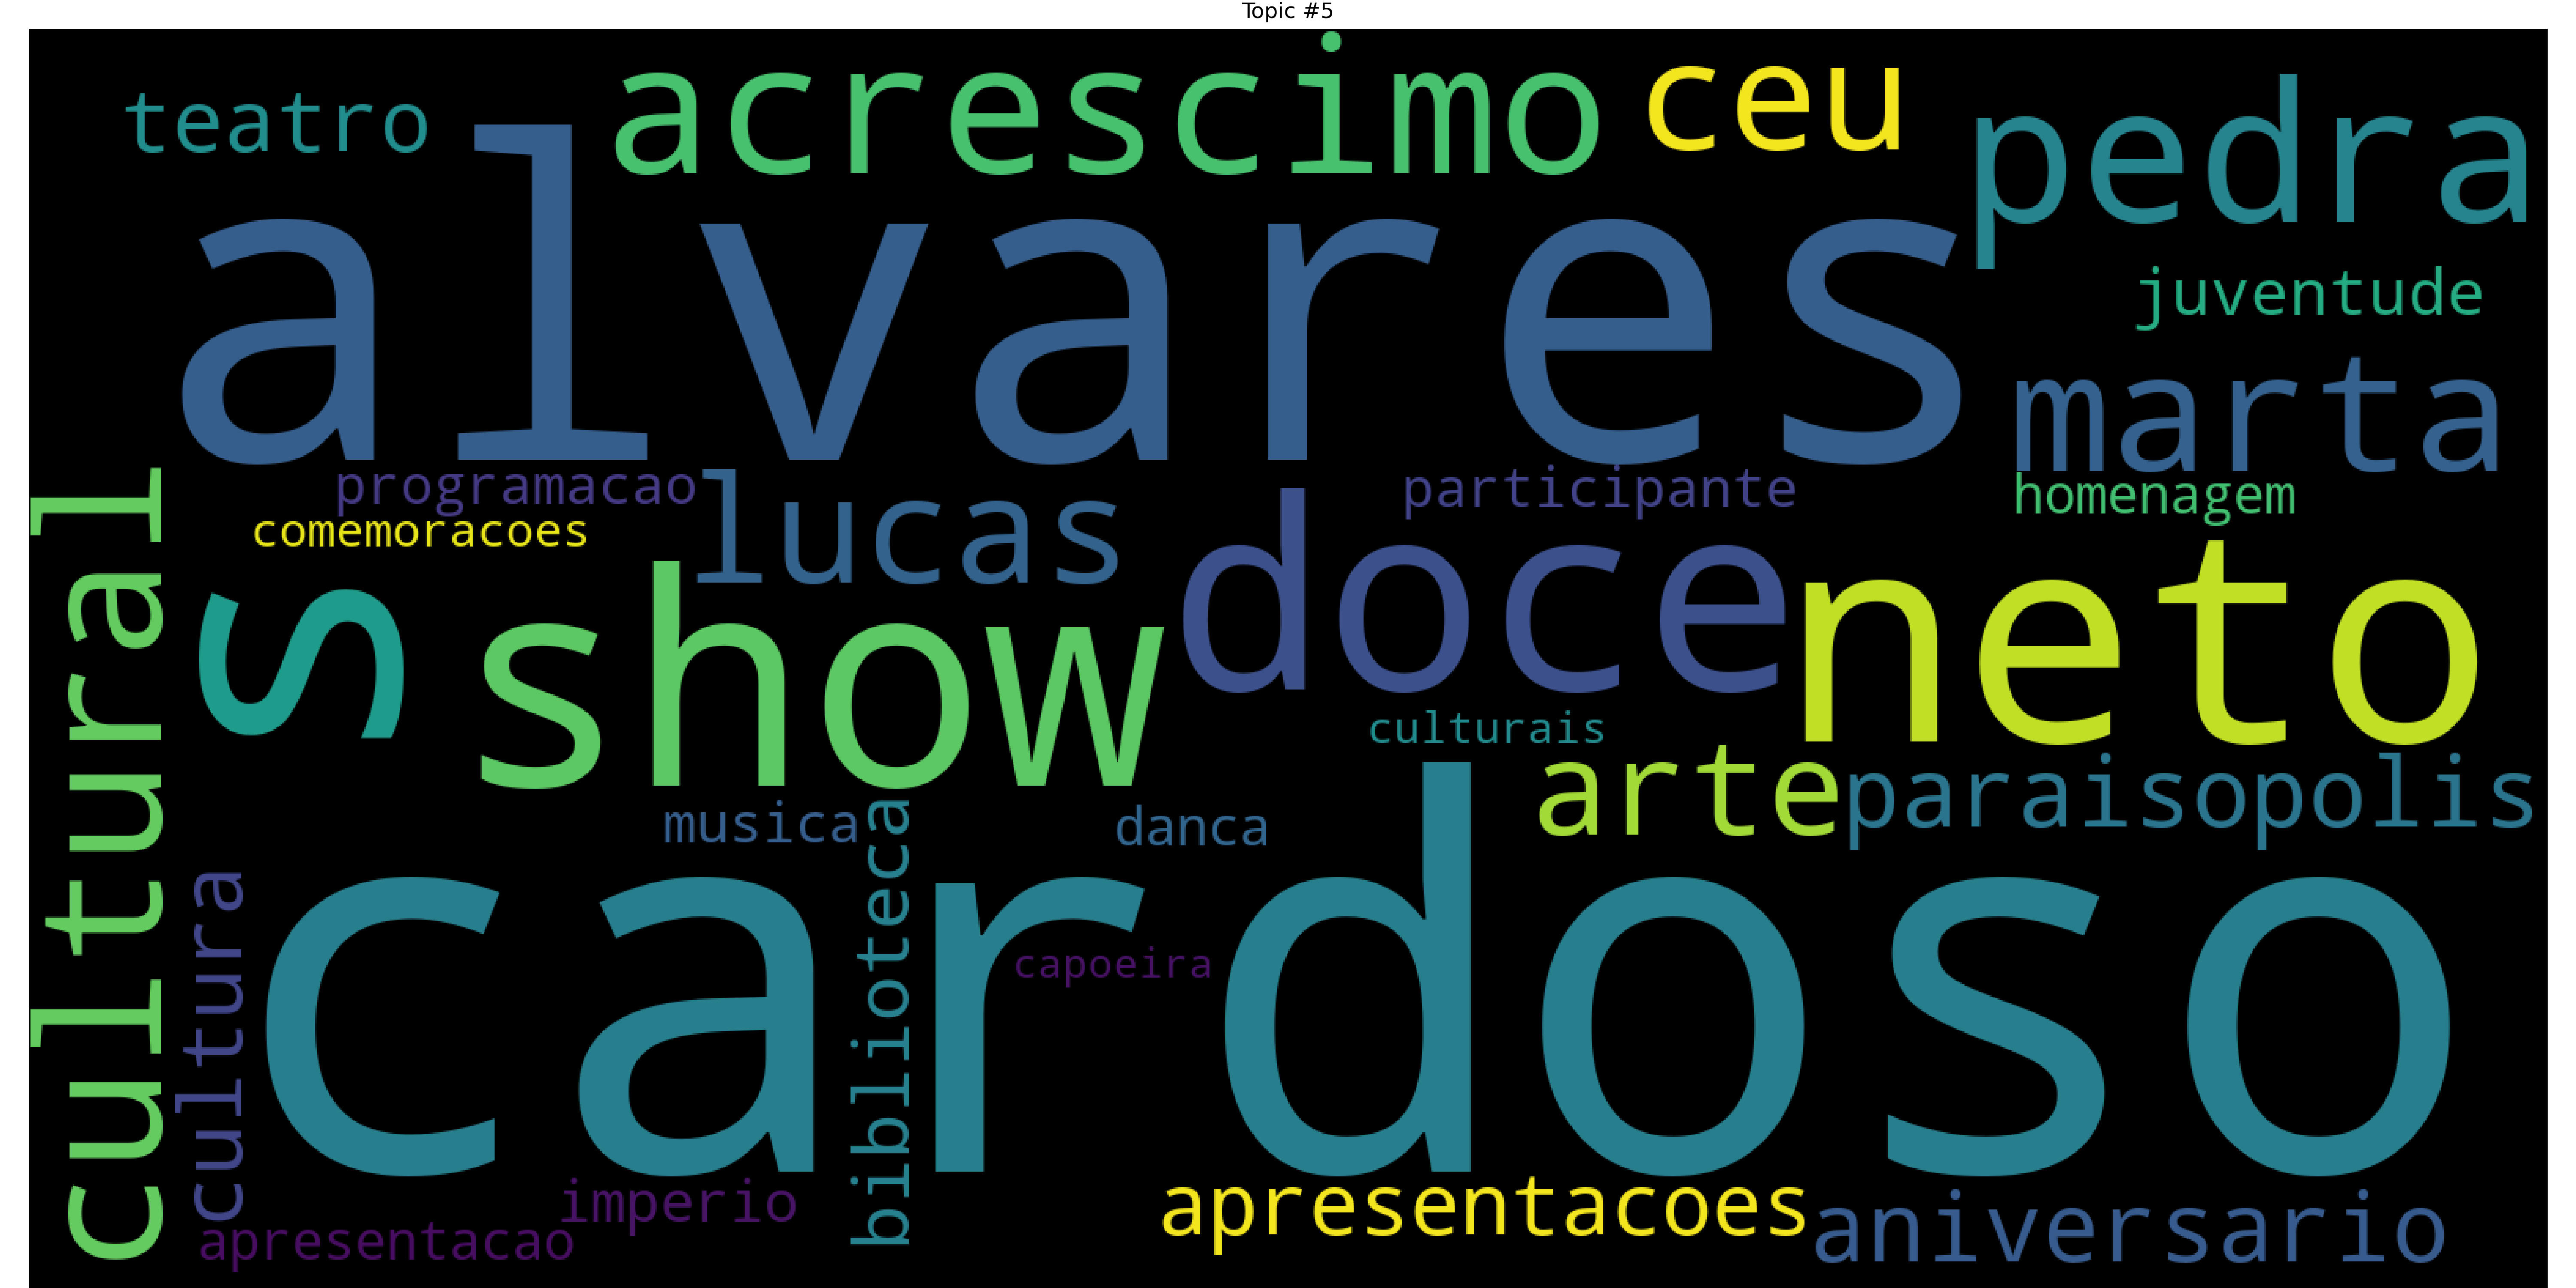 Topic #5
teatro
acrescimo
ceu
pedra
alvares
juventude
marta
programacao
participante
homenagem
comemoracoes
lucas
cultural
s
show
doce
neto
culturais
arte
paraisopolis
musica
danca
biblioteca
cultura
cardoso
capoeira
imperio
apresentacoes
aniversario
apresentacao